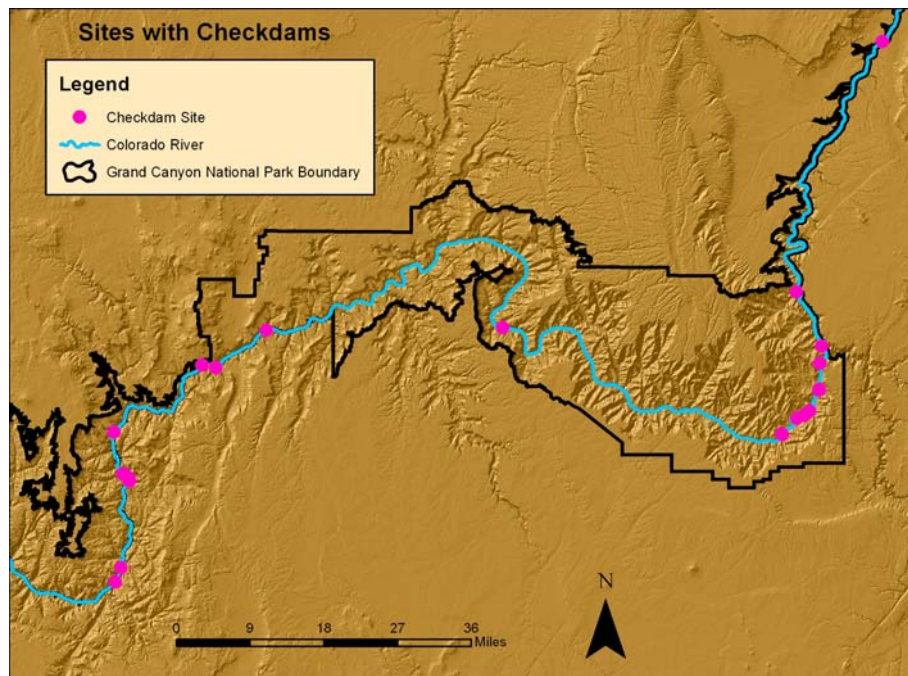 Sites with Checkdams
Legend
Checkdam Site
Colorado River
Grand Canyon National Park Boundary
N
0 9 18 27 36
Miles